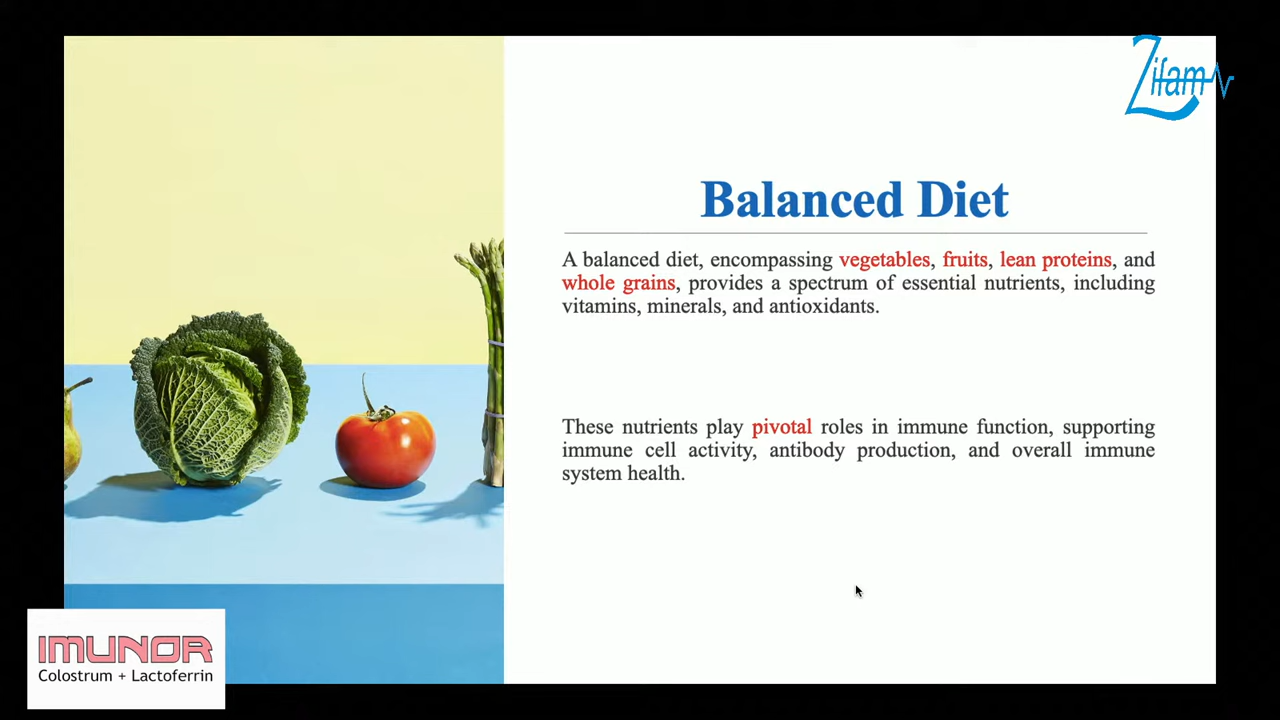 Zifam
Balanced Diet
A balanced diet, encompassing vegetables, fruits, lean proteins, and
whole grains, provides a spectrum of essential nutrients, including
vitamins, minerals, and antioxidants.
These nutrients play pivotal roles in immune function, supporting
immune cell activity, antibody production, and overall immune
system health.
IMUNOR
Colostrum + Lactoferrin